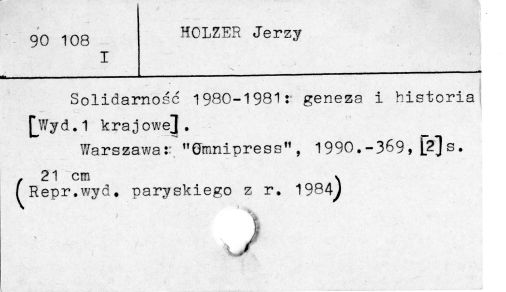 HOLZER Jerzy
90 108
I
Solidarność 1980-1981: geneza i historia
[Wyd.1 krajowe].
Warszawa: "Omnipress", 1990.-369,[2]s.
21 cm
(Repr.wyd. paryskiego z r. 1984)